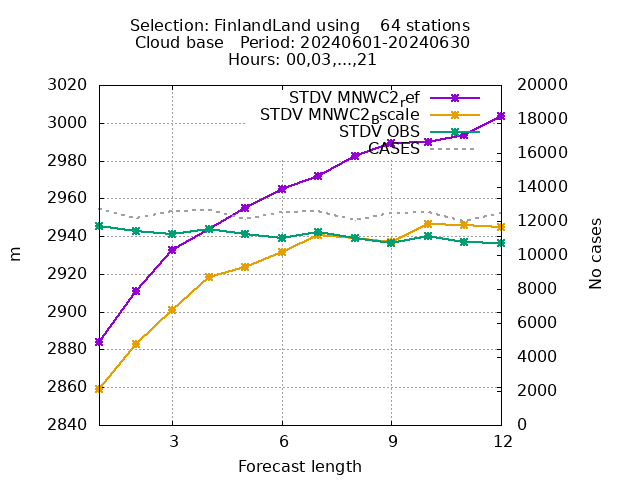 Selection: FinlandLand using    64 stations
Cloud base   Period: 20240601-20240630
Hours: 00,03,...,21
3020
3000
2980
2960
2940
2920
2900
2880
2860
2840
m
STDV MNWC2ref
STDV MNWC2Bscale
STDV OBS
CASES
20000
18000
16000
14000
12000
10000
8000
6000
4000
2000
0
No cases
3 6 9 12
Forecast length